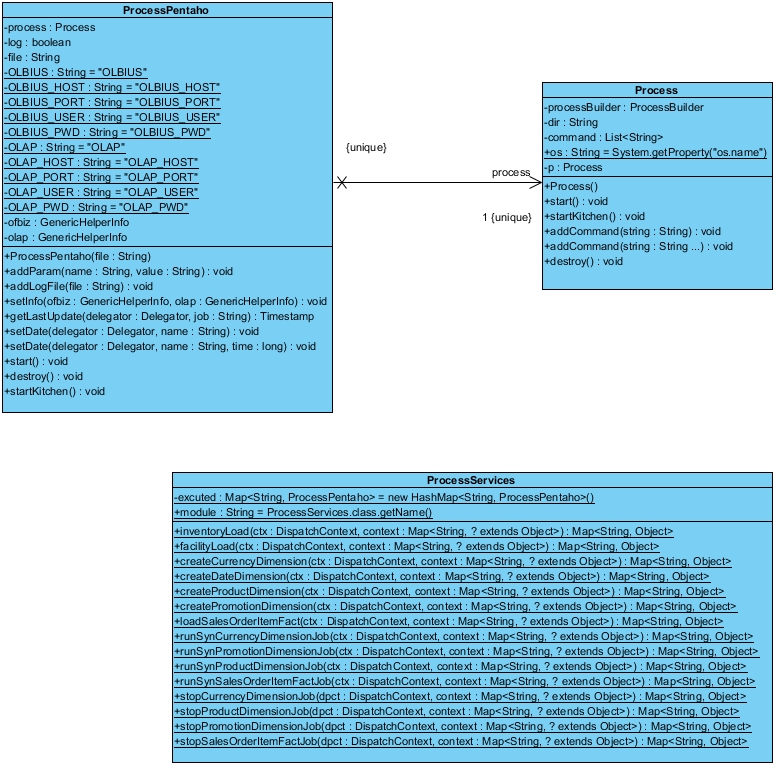 ProcessPentaho
-process : Process
-log : boolean
-file : String
-OLBIUS : String = "OLBIUS"
-OLBIUS_HOST : String = "OLBIUS_HOST"
-OLBIUS_PORT : String = "OLBIUS_PORT"
-OLBIUS_USER : String = "OLBIUS_USER"
-OLBIUS_PWD : String = "OLBIUS_PWD"
-OLAP : String = "OLAP"
-OLAP_HOST : String = "OLAP_HOST"
-OLAP_PORT : String = "OLAP_PORT"
-OLAP_USER : String = "OLAP_USER"
-OLAP_PWD : String = "OLAP_PWD"
-ofbiz : GenericHelperInfo
-olap : GenericHelperInfo
+ProcessPentaho(file : String)
+addParam(name : String, value : String) : void
+addLogFile(file : String) : void
+setInfo(ofbiz : GenericHelperInfo, olap : GenericHelperInfo) : void
+getLastUpdate(delegator : Delegator, job : String) : Timestamp
+setDate(delegator : Delegator, name : String) : void
+setDate(delegator : Delegator, name : String, time : long) : void
+start() : void
+destroy() : void
+startKitchen() : void
{unique}
process
1 {unique}
Process
-processBuilder : ProcessBuilder
-dir : String
-command : List<String>
+os : String = System.getProperty("os.name")
-p : Process
+Process()
+start() : void
+startKitchen() : void
+addCommand(string : String) : void
+addCommand(string : String ...) : void
+destroy() : void
ProcessServices
-excuted : Map<String, ProcessPentaho> = new HashMap<String, ProcessPentaho>()
+module : String = ProcessServices.class.getName()
+inventoryLoad(ctx : DispatchContext, context : Map<String, ? extends Object>) : Map<String, Object>
+facilityLoad(ctx : DispatchContext, context : Map<String, ? extends Object>) : Map<String, Object>
+createCurrencyDimension(ctx : DispatchContext, context : Map<String, ? extends Object>) : Map<String, Object>
+createDateDimension(ctx : DispatchContext, context : Map<String, ? extends Object>) : Map<String, Object>
+createProductDimension(ctx : DispatchContext, context : Map<String, ? extends Object>) : Map<String, Object>
+createPromotionDimension(ctx : DispatchContext, context : Map<String, ? extends Object>) : Map<String, Object>
+loadSalesOrderItemFact(ctx : DispatchContext, context : Map<String, ? extends Object>) : Map<String, Object>
+runSynCurrencyDimensionJob(ctx : DispatchContext, context : Map<String, ? extends Object>) : Map<String, Object>
+runSynPromotionDimensionJob(ctx : DispatchContext, context : Map<String, ? extends Object>) : Map<String, Object>
+runSynProductDimensionJob(ctx : DispatchContext, context : Map<String, ? extends Object>) : Map<String, Object>
+runSynSalesOrderItemFactJob(ctx : DispatchContext, context : Map<String, ? extends Object>) : Map<String, Object>
+stopCurrencyDimensionJob(dpct : DispatchContext, context : Map<String, ? extends Object>) : Map<String, Object>
+stopProductDimensionJob(dpct : DispatchContext, context : Map<String, ? extends Object>) : Map<String, Object>
+stopPromotionDimensionJob(dpct : DispatchContext, context : Map<String, ? extends Object>) : Map<String, Object>
+stopSalesOrderItemFactJob(dpct : DispatchContext, context : Map<String, ? extends Object>) : Map<String, Object>